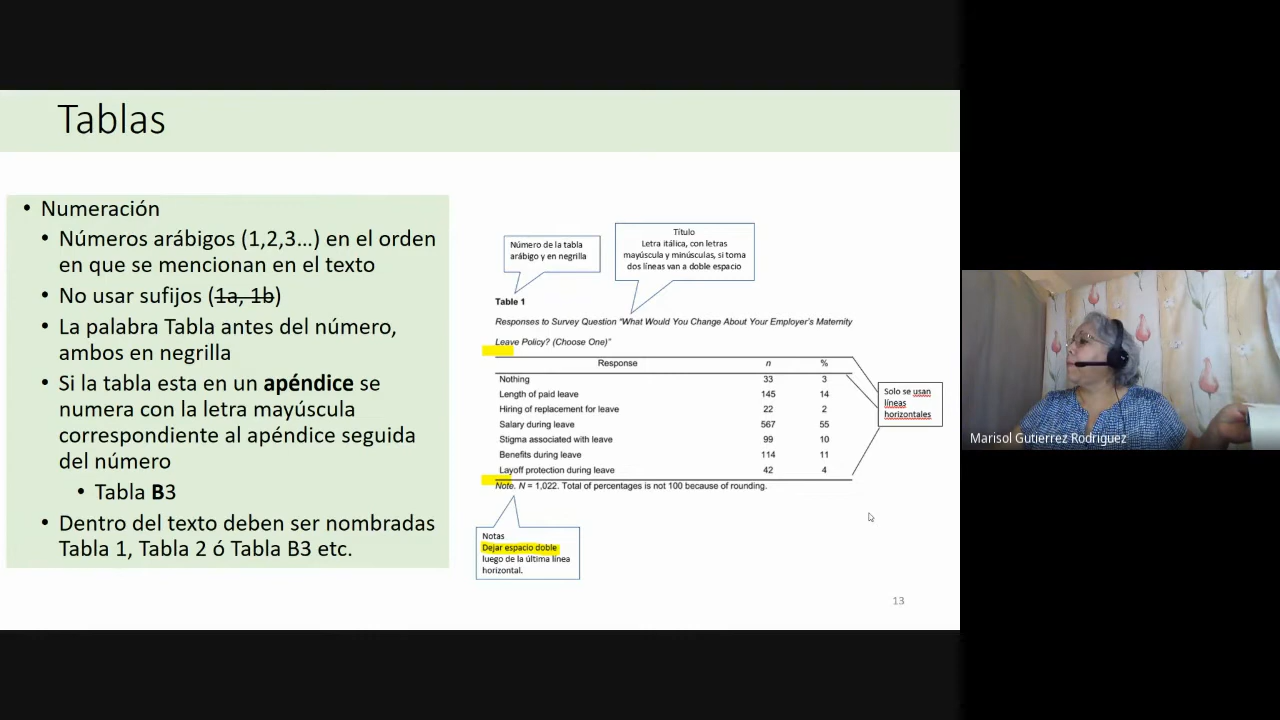 Tablas
• Numeración
• Números arábigos (1,2,3...) en el orden
en que se mencionan en el texto
• No usar sufijos (1a, 1b)
• La palabra Tabla antes del número,
ambos en negrilla
• Si la tabla esta en un apéndice se
numera con la letra mayúscula
correspondiente al apéndice seguida
del número
• Tabla B3
• Dentro del texto deben ser nombradas
Tabla 1, Tabla 2 ó Tabla B3 etc.
Número de la tabla
arábigo y en negrilla
Título
Letra itálica, con letras
mayúscula y minúsculas, si toma
dos líneas van a doble espacio
Table 1
Responses to Survey Question "What Would You Change About Your Employer's Maternity
Leave Policy? (Choose One)"
Response n %
Nothing 33 3
Length of paid leave 145 14
Hiring of replacement for leave 22 2
Salary during leave 567 55
Stigma associated with leave 99 10
Benefits during leave 114 11
Layoff protection during leave 42 4
Note. N = 1,022. Total of percentages is not 100 because of rounding.
Solo se usan
líneas
horizontales
Notas
Dejar espacio doble
luego de la última línea
horizontal.
13
Marisol Gutierrez Rodriguez